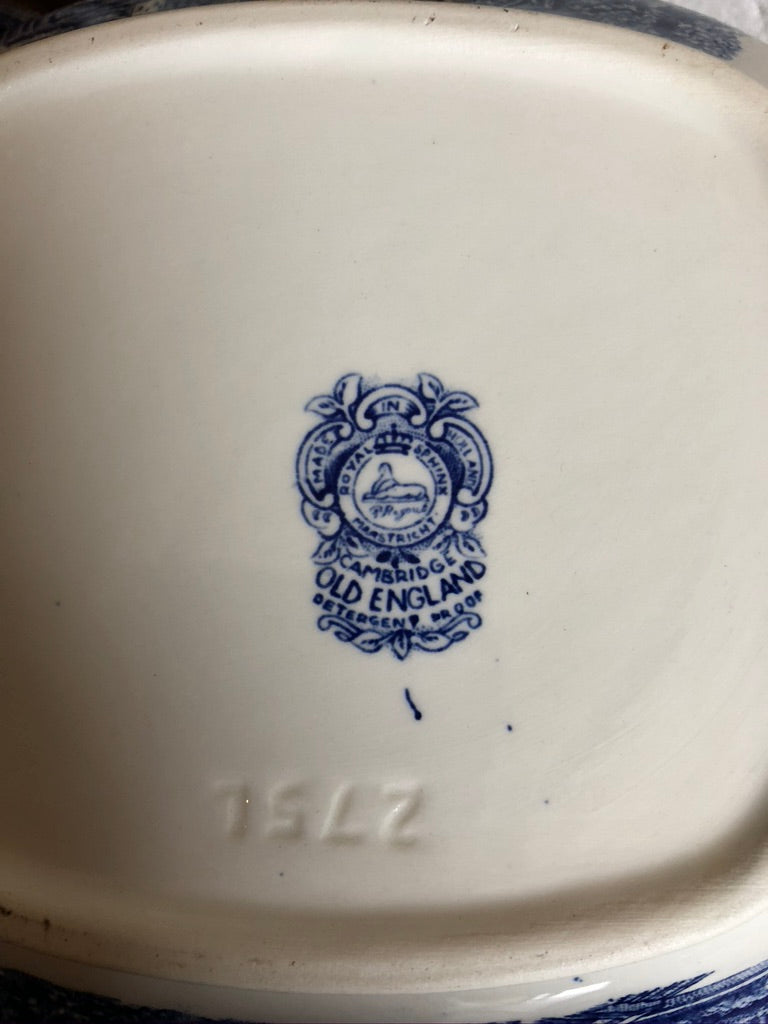 MADE IN HOLLAND
ROYAL SPHINX
P. Regout
MAASTRICHT.
CAMBRIDGE
OLD ENGLAND
DETERGENT PROOF
2751